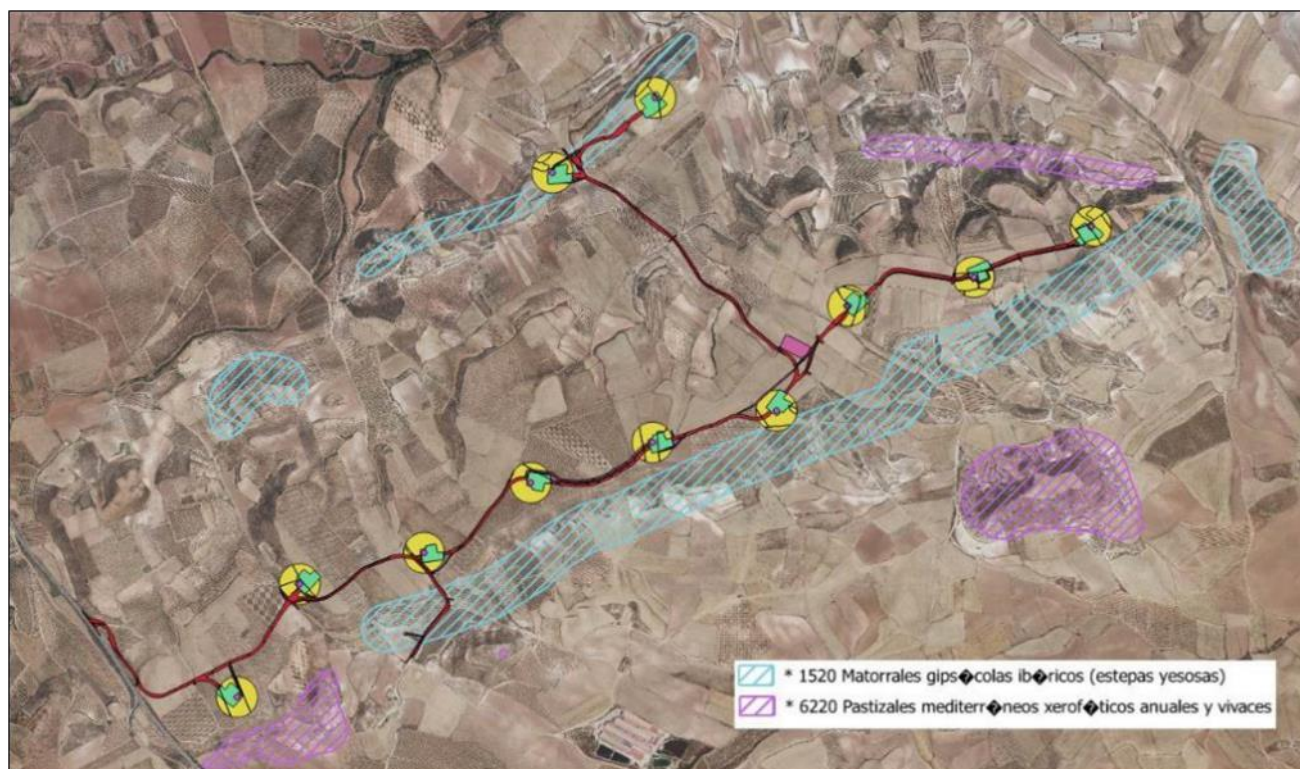 * 1520 Matorrales gips�colas ib�ricos (estepas yesosas)
* 6220 Pastizales mediterr�neos xerof�ticos anuales y vivaces